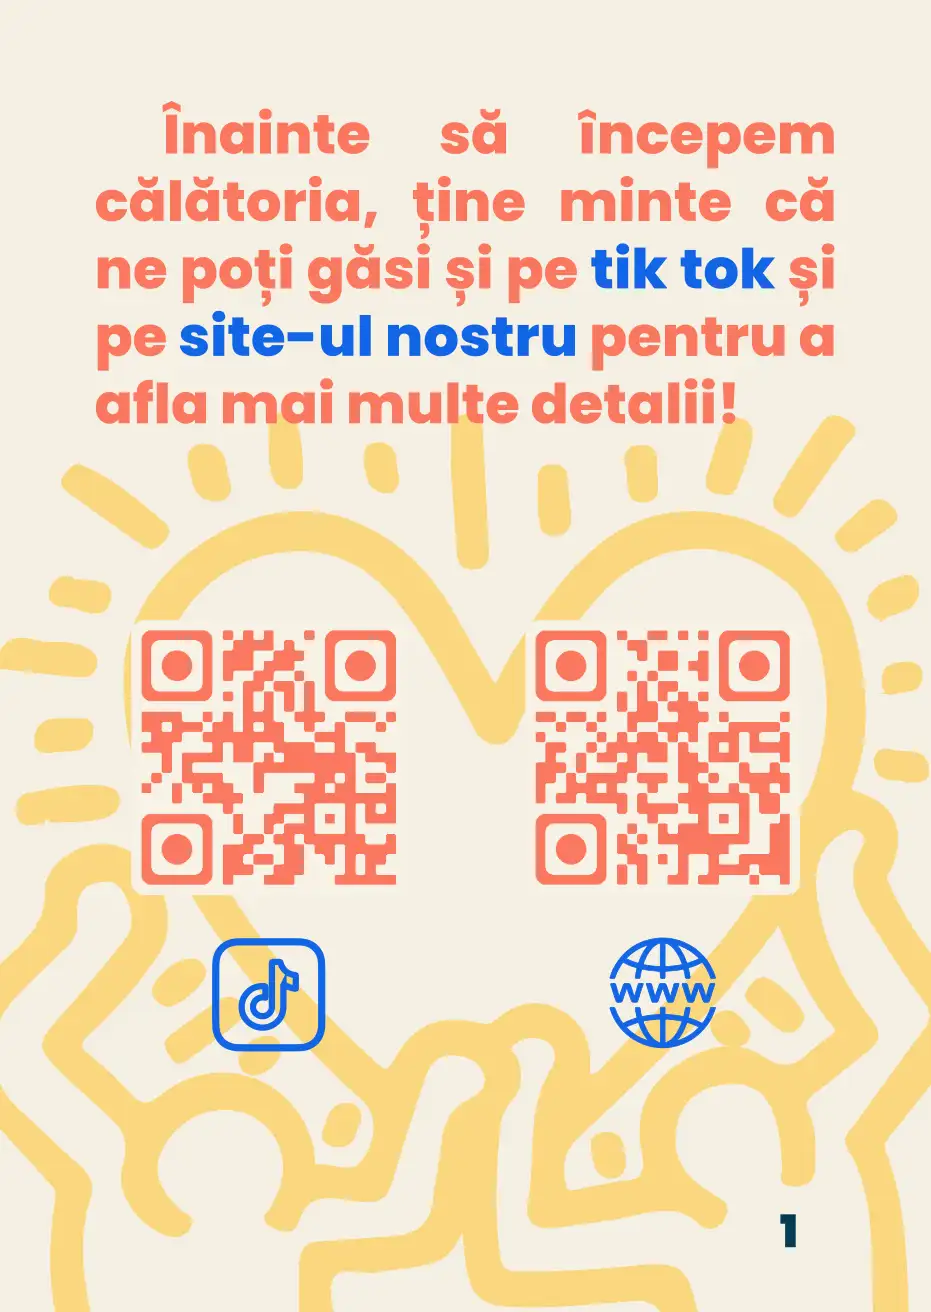 Înainte să începem
călătoria, ține minte că
ne poți găsi și pe tik tok și
pe site-ul nostru pentru a
afla mai multe detalii!
www
1